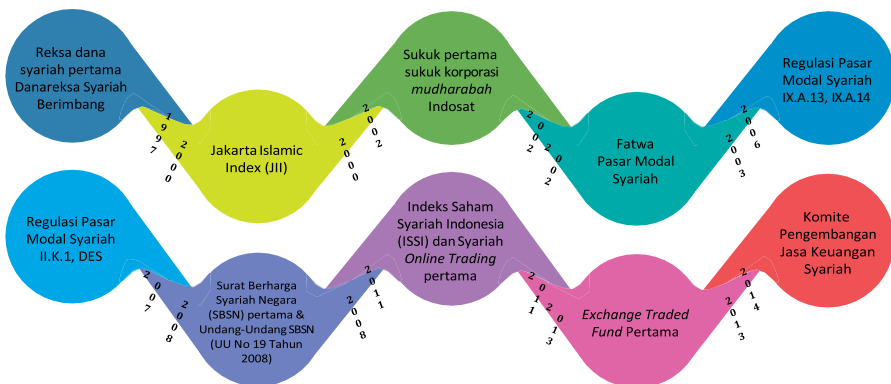 Reksa dana
syariah pertama
Danareksa Syariah
Berimbang
1997
2000
Jakarta Islamic
Index (JII)
2000
2002
Sukuk pertama
sukuk korporasi
mudharabah
Indosat
2002
2002
Fatwa
Pasar Modal
Syariah
2003
2006
Regulasi Pasar
Modal Syariah
IX.A.13, IX.A.14
Regulasi Pasar
Modal Syariah
II.K.1, DES
2007
2008
Surat Berharga
Syariah Negara
(SBSN) pertama &
Undang-Undang SBSN
(UU No 19 Tahun
2008)
2008
2011
Indeks Saham
Syariah Indonesia
(ISSI) dan Syariah
Online Trading
pertama
2011
2013
Exchange Traded
Fund Pertama
2013
2014
Komite
Pengembangan
Jasa Keuangan
Syariah